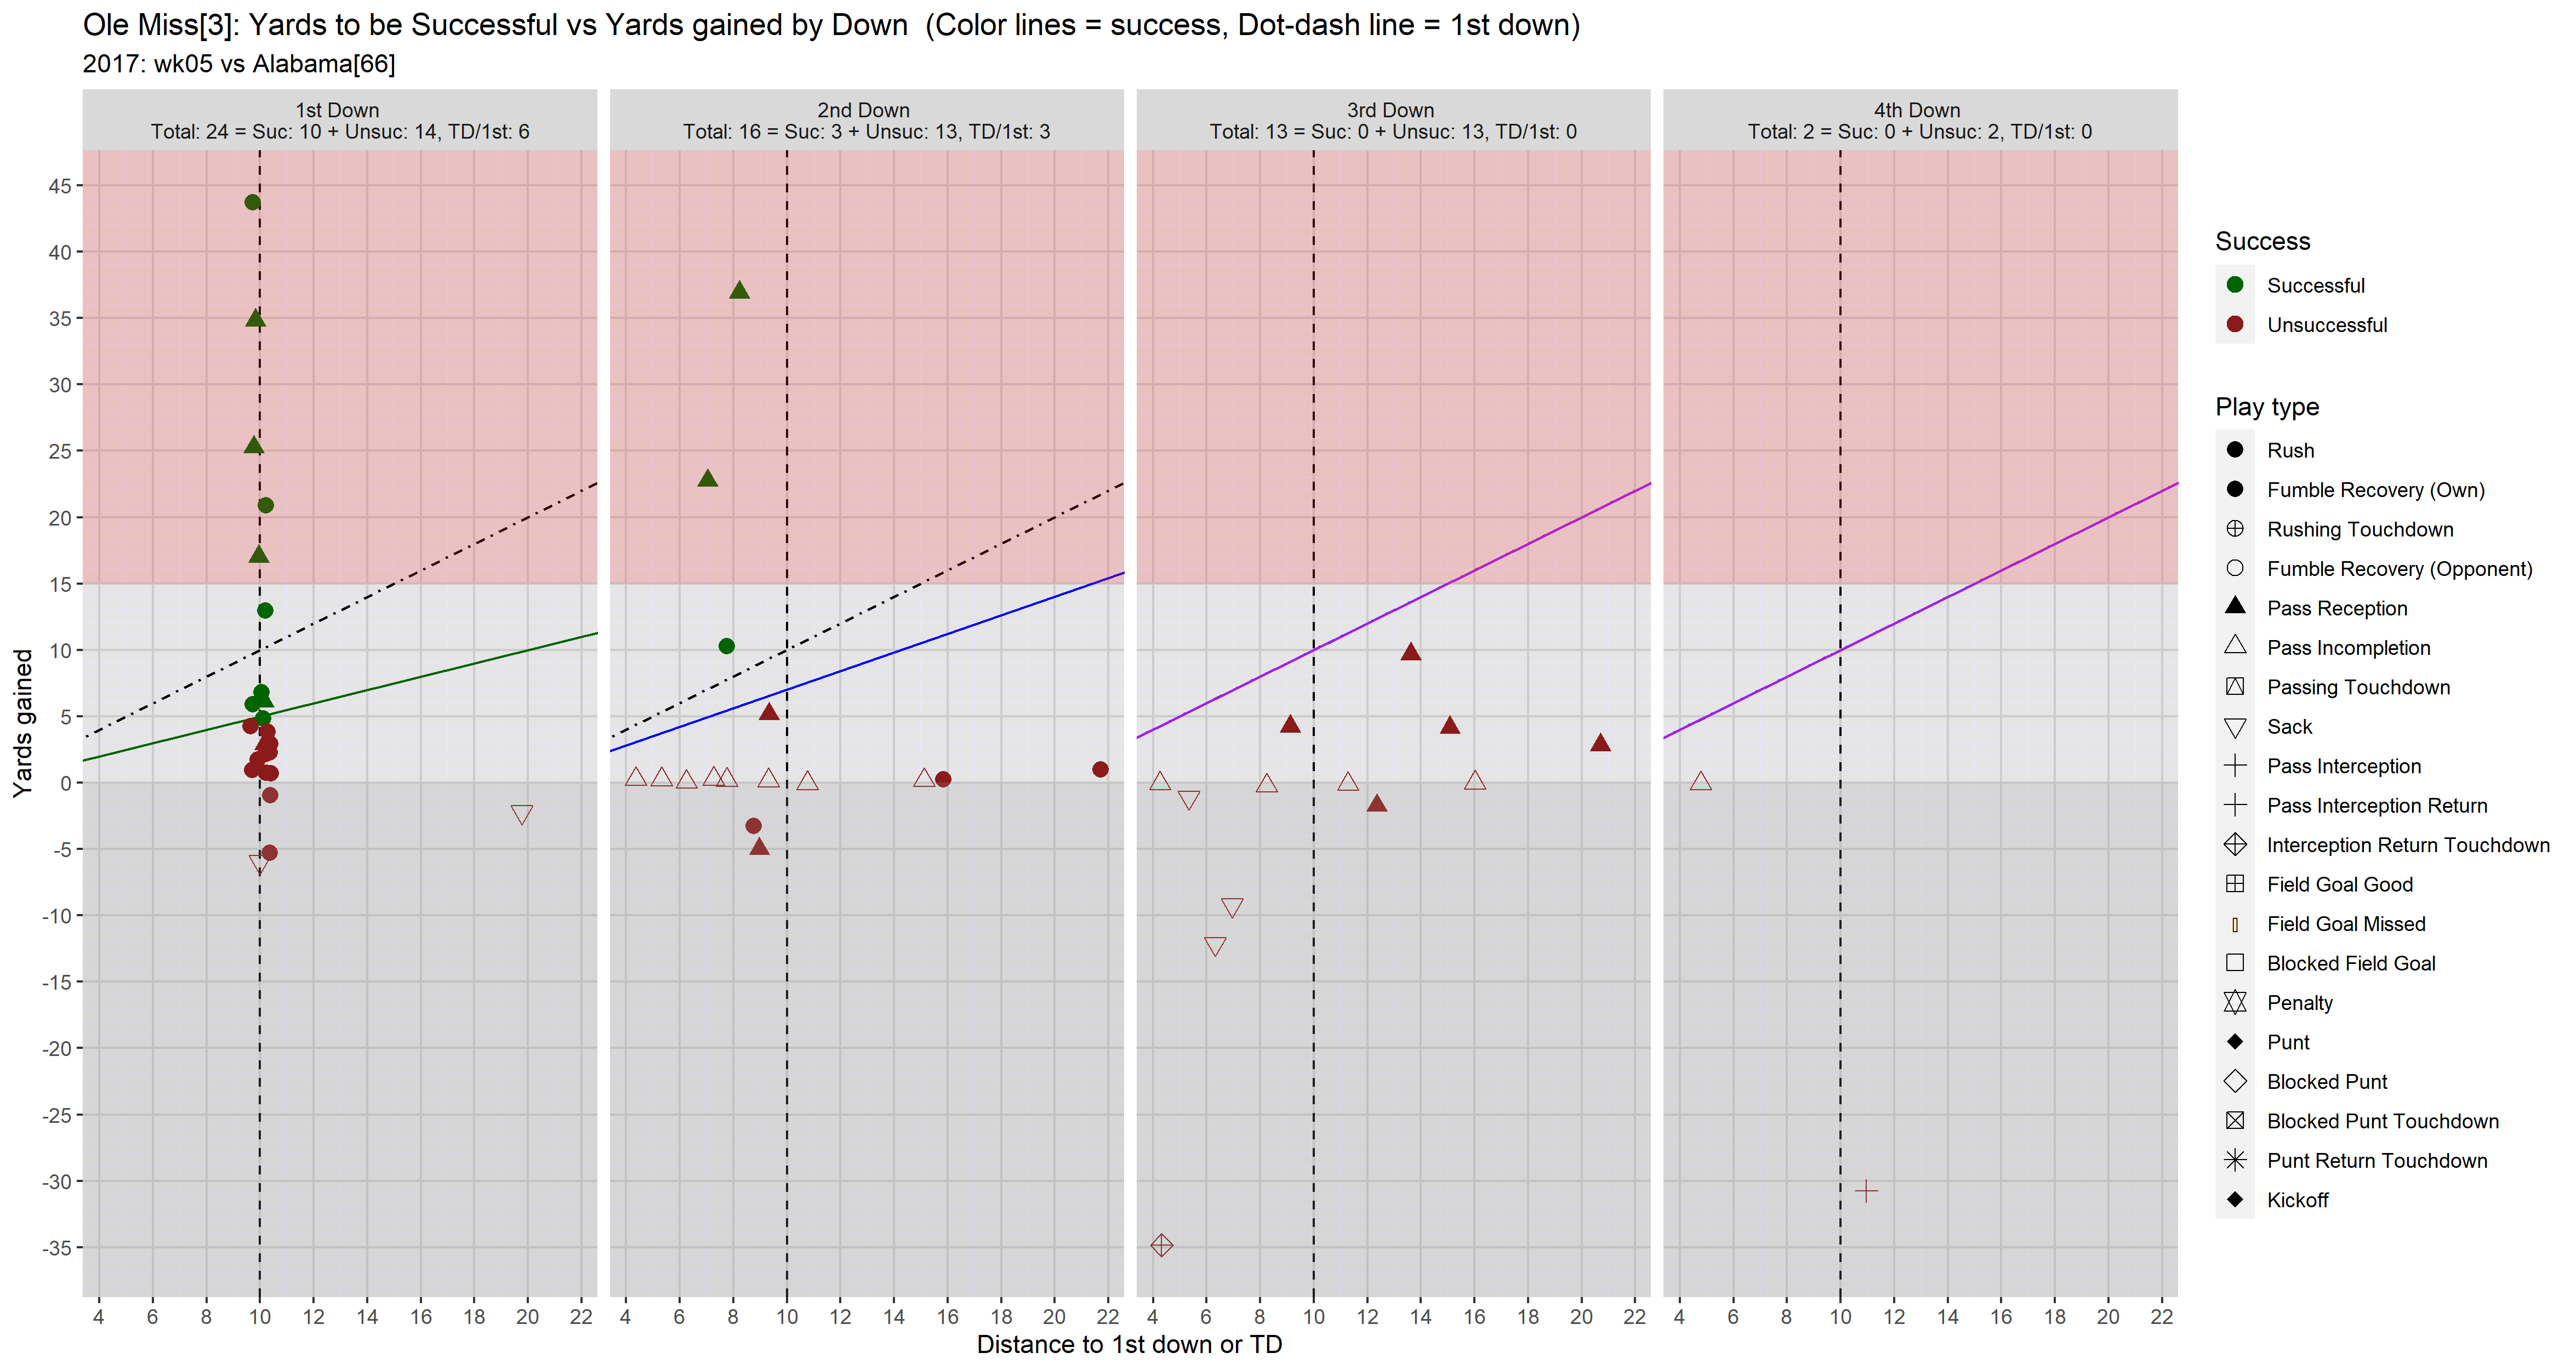 Ole Miss[3]: Yards to be Successful vs Yards gained by Down  (Color lines = success, Dot-dash line = 1st down)
2017: wk05 vs Alabama[66]
1st Down
Total: 24 = Suc: 10 + Unsuc: 14, TD/1st: 6
2nd Down
Total: 16 = Suc: 3 + Unsuc: 13, TD/1st: 3
3rd Down
Total: 13 = Suc: 0 + Unsuc: 13, TD/1st: 0
4th Down
Total: 2 = Suc: 0 + Unsuc: 2, TD/1st: 0
Yards gained
45
40
35
30
25
20
15
10
5
0
-5
-10
-15
-20
-25
-30
-35
4 6 8 10 12 14 16 18 20 22
4 6 8 10 12 14 16 18 20 22
4 6 8 10 12 14 16 18 20 22
4 6 8 10 12 14 16 18 20 22
Distance to 1st down or TD
Success
Successful
Unsuccessful
Play type
Rush
Fumble Recovery (Own)
Rushing Touchdown
Fumble Recovery (Opponent)
Pass Reception
Pass Incompletion
Passing Touchdown
Sack
Pass Interception
Pass Interception Return
Interception Return Touchdown
Field Goal Good
Field Goal Missed
Blocked Field Goal
Penalty
Punt
Blocked Punt
Blocked Punt Touchdown
Punt Return Touchdown
Kickoff